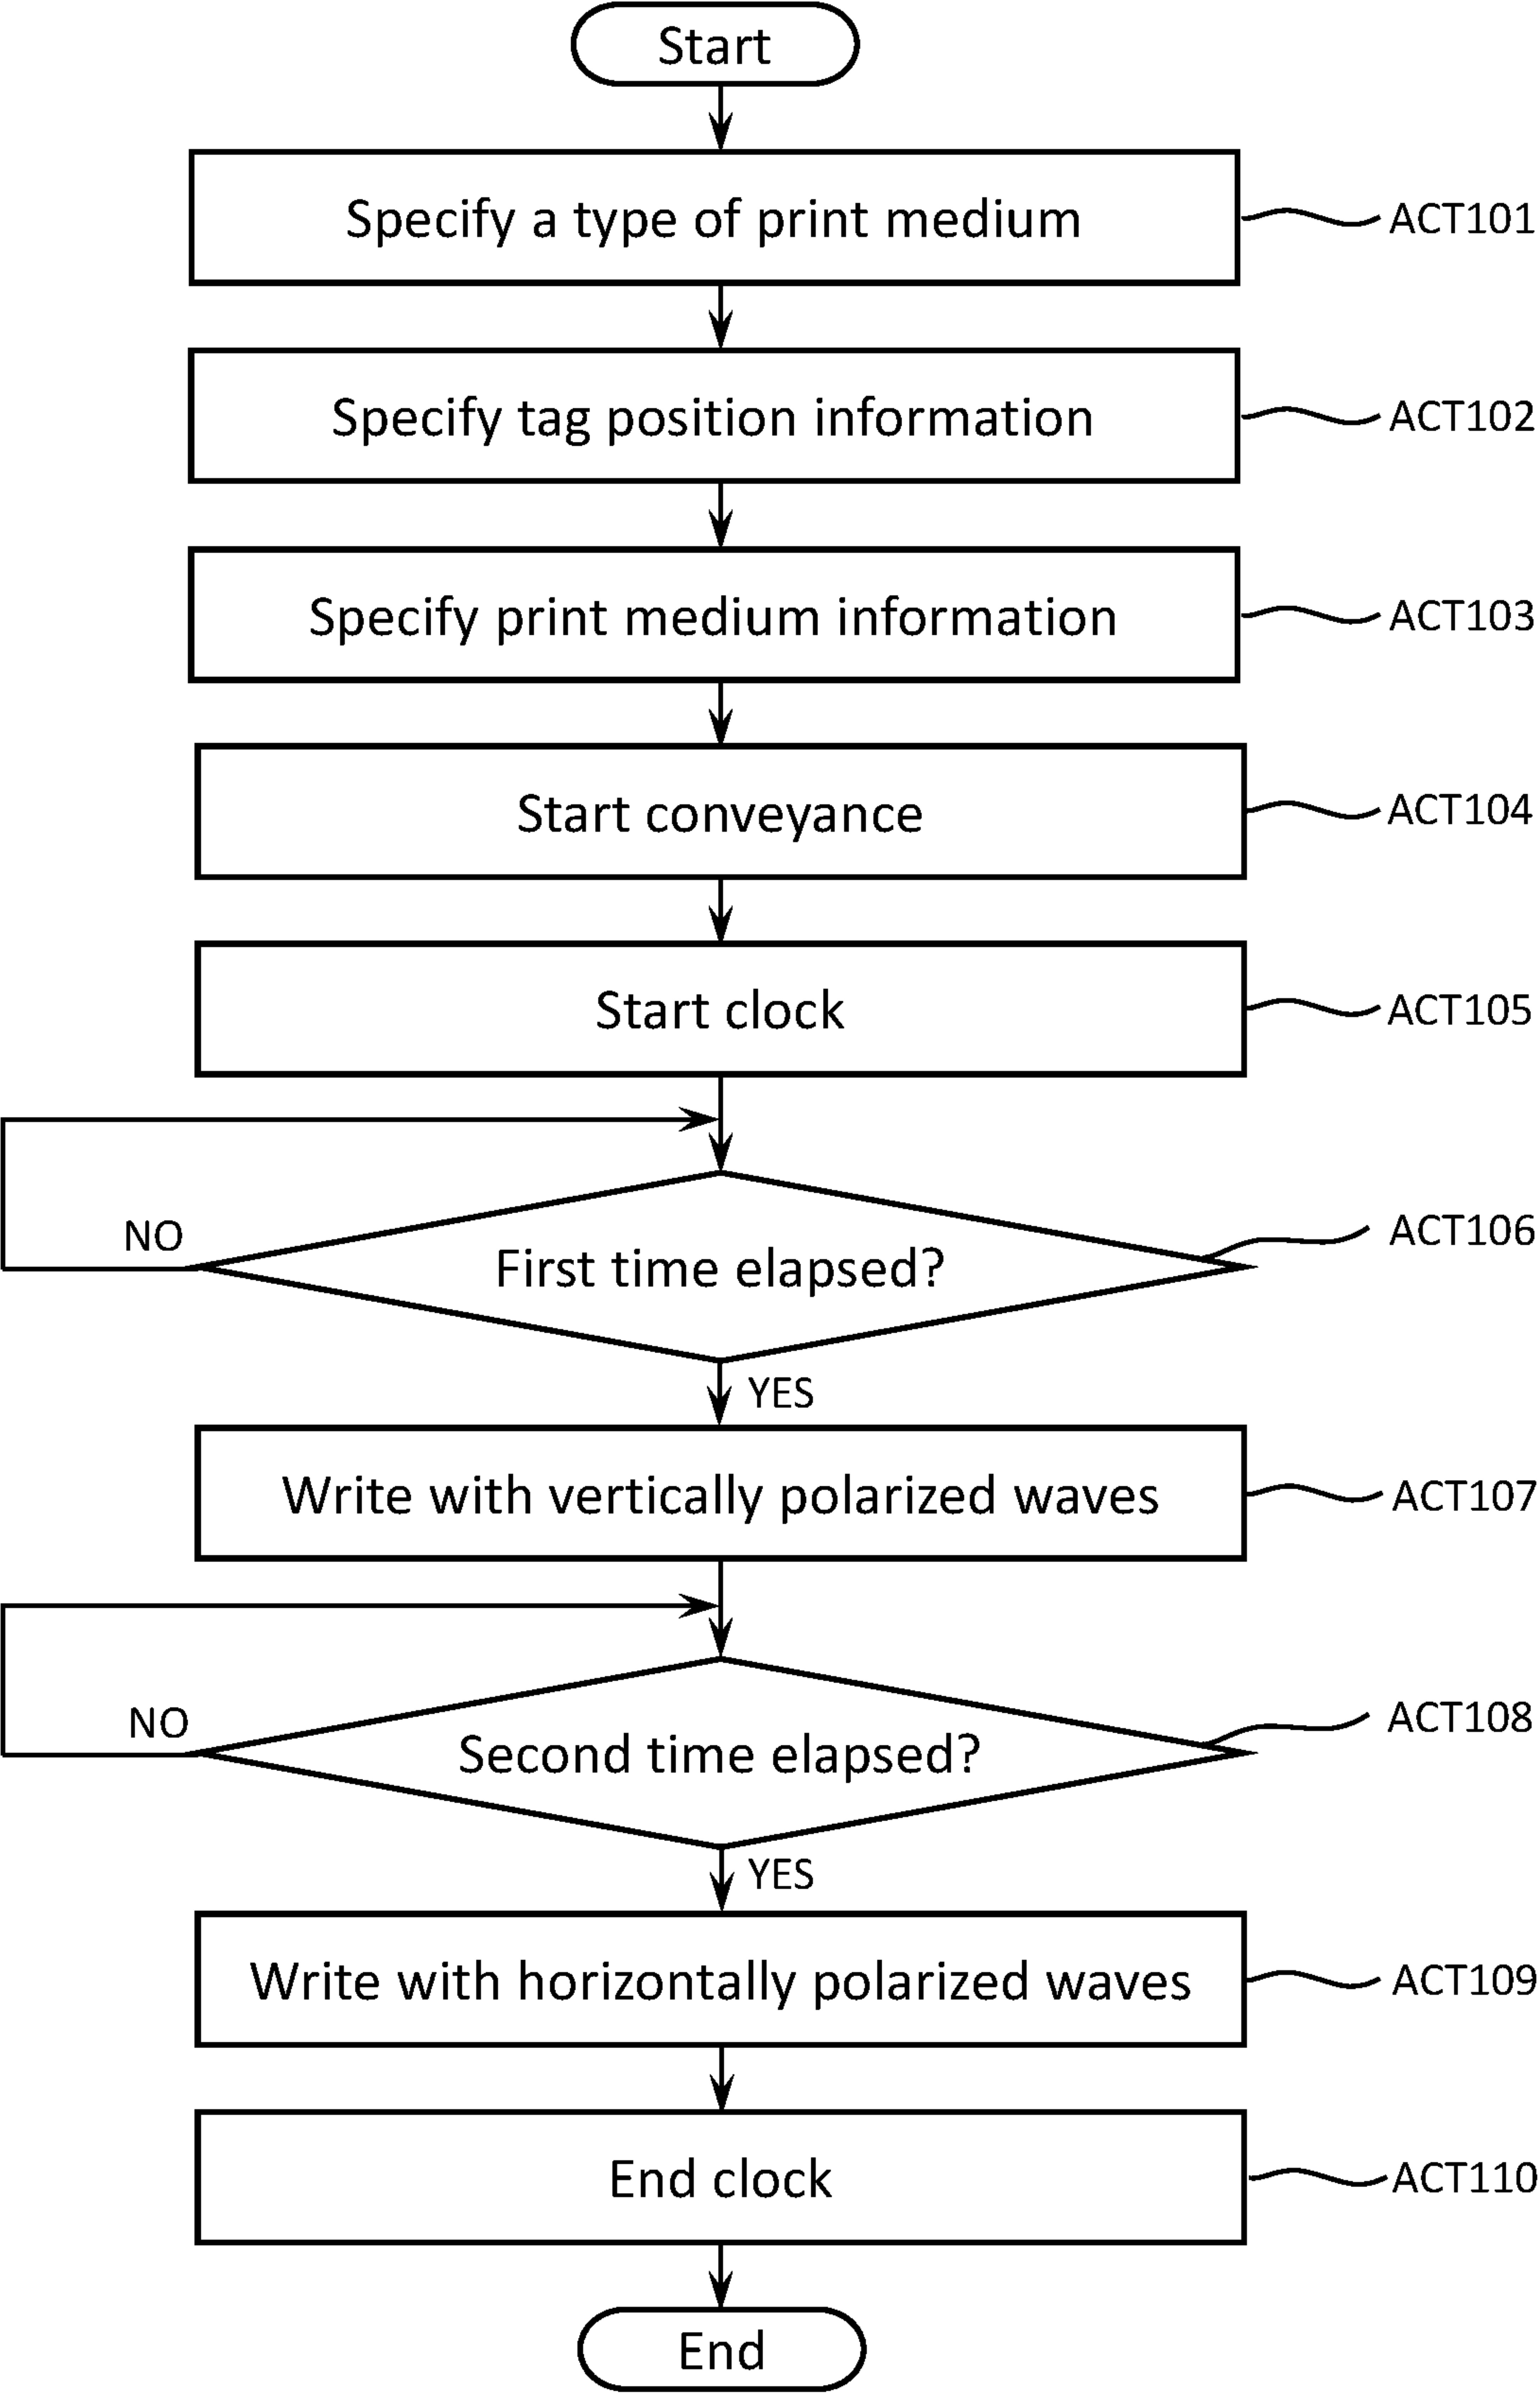 Start
Specify a type of print medium
ACT101
Specify tag position information
ACT102
Specify print medium information
ACT103
Start conveyance
ACT104
Start clock
ACT105
NO
First time elapsed?
ACT106
YES
Write with vertically polarized waves
ACT107
NO
Second time elapsed?
ACT108
YES
Write with horizontally polarized waves
ACT109
End clock
ACT110
End